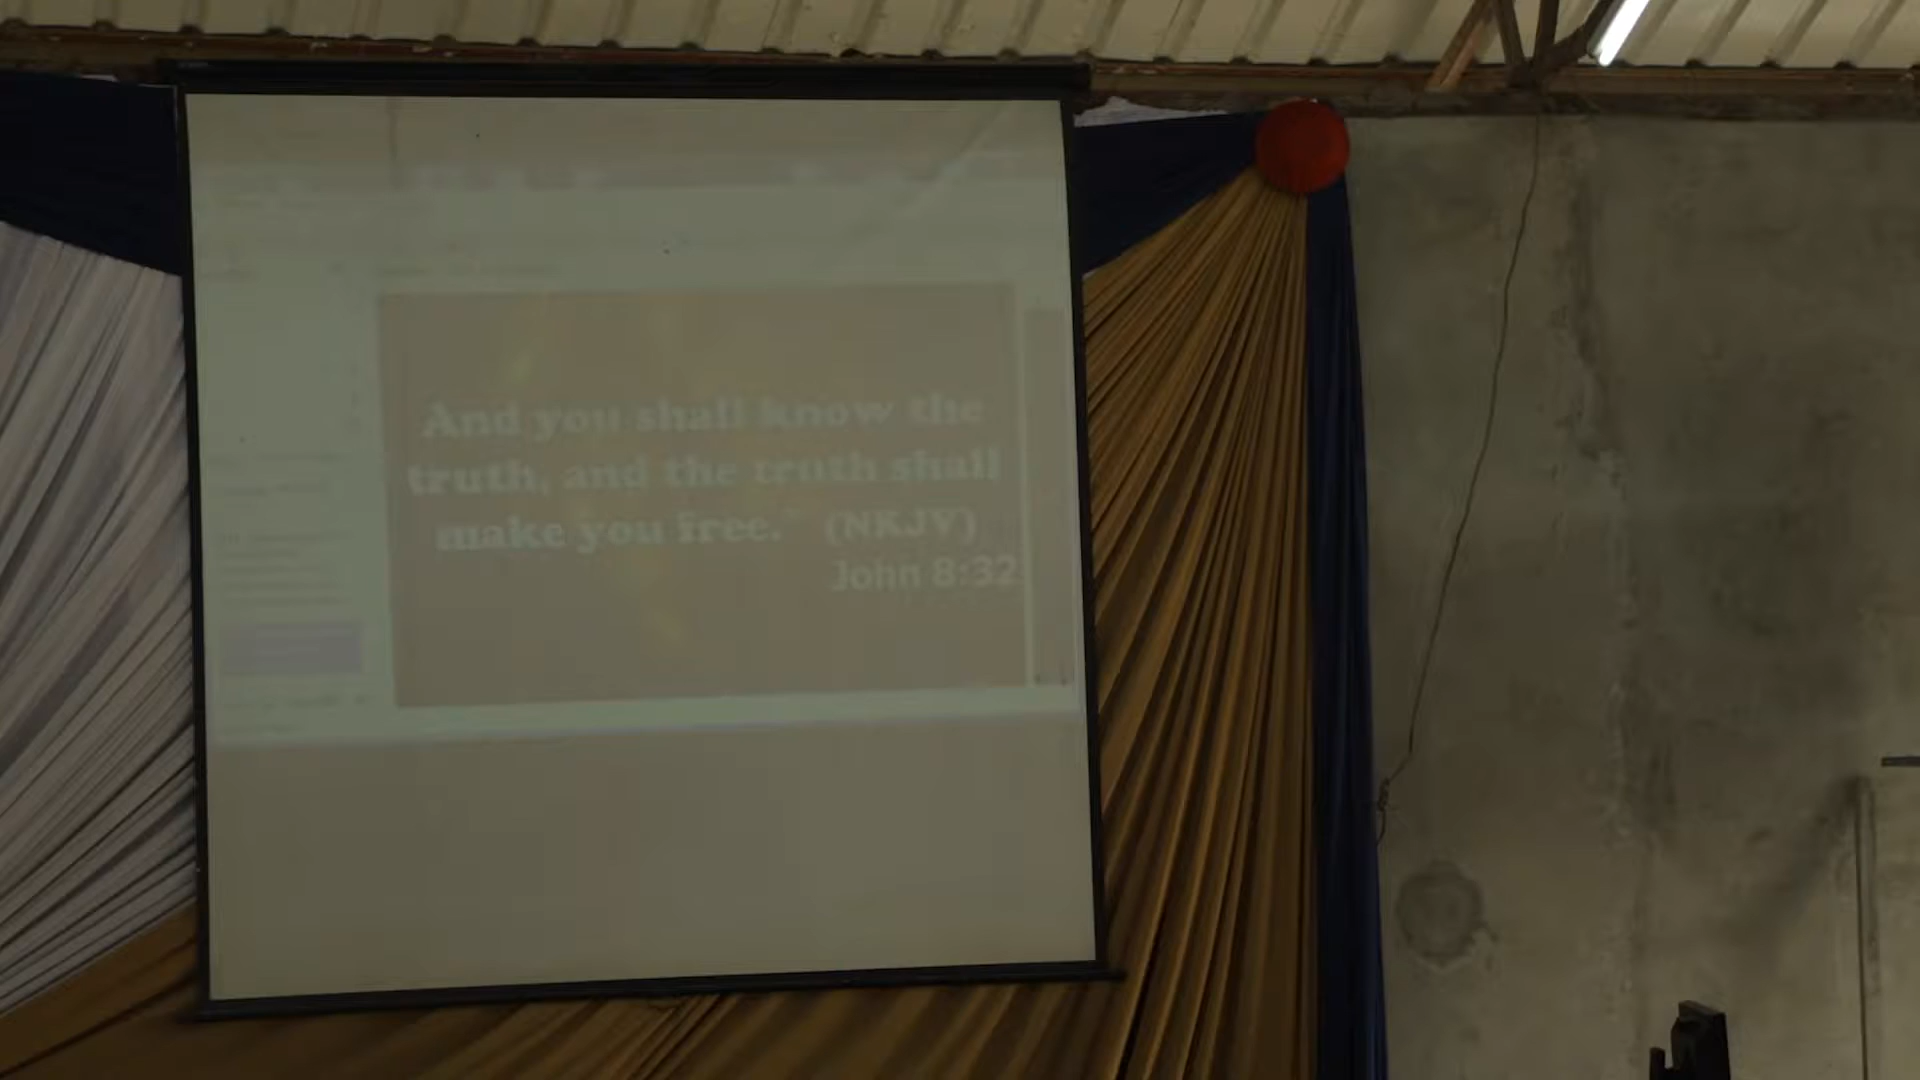 And you shall know the
truth, and the truth shall
make you free." (NKJV)
John 8:32